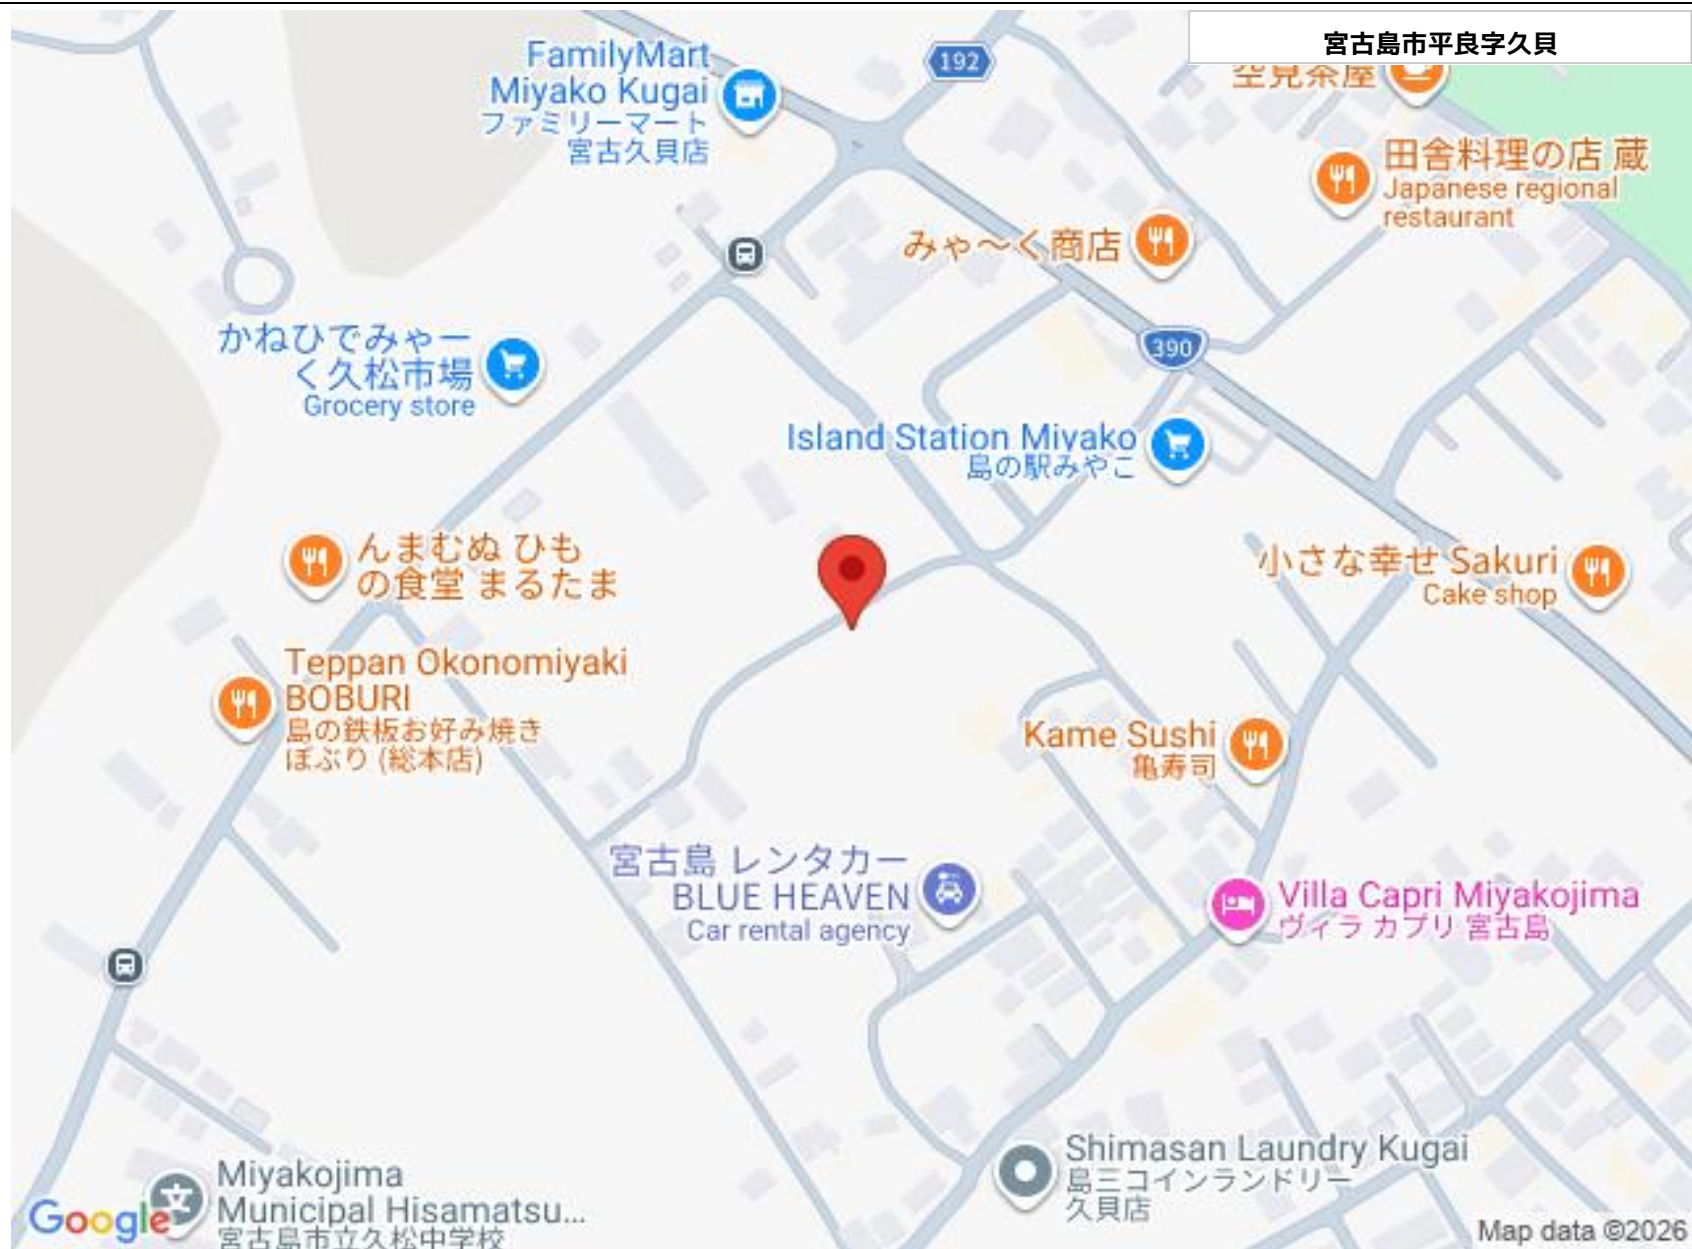 宮古島市平良字久貝
FamilyMart
Miyako Kugai
ファミリーマート
宮古久貝店
192
空見茶屋
田舎料理の店 蔵
Japanese regional
restaurant
みゃ〜く商店
390
かねひでみゃー
く久松市場
Grocery store
Island Station Miyako
島の駅みやこ
んまむぬ ひも
の食堂 まるたま
小さな幸せ Sakuri
Cake shop
Teppan Okonomiyaki
BOBURI
島の鉄板お好み焼き
ぼぶり (総本店)
Kame Sushi
亀寿司
宮古島 レンタカー
BLUE HEAVEN
Car rental agency
Villa Capri Miyakojima
ヴィラ カプリ 宮古島
Shimasan Laundry Kugai
島三コインランドリー
久貝店
Miyakojima
Municipal Hisamatsu...
宮古島市立久松中学校
文
Google
Map data ©2026